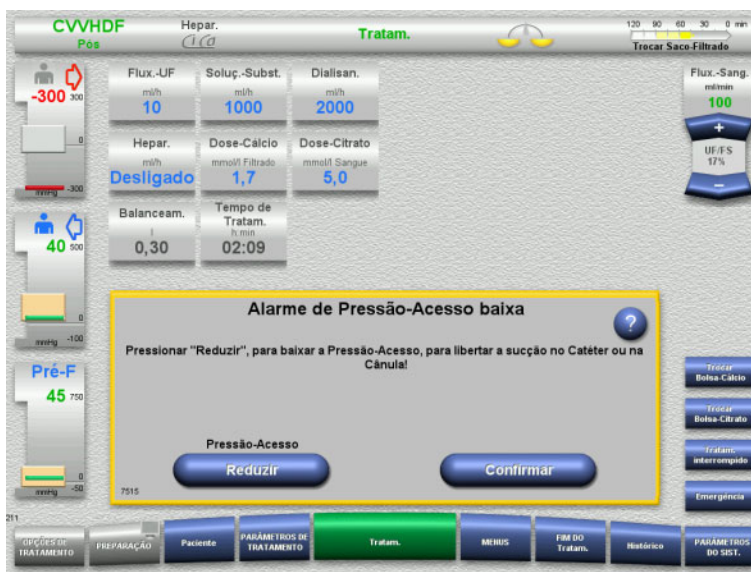 CVVHDF
Pós
Hepar.
Ci Ca
Tratam.
120 90 60 30 0 min
Trocar Saco-Filtrado
-300
300
0
mmHg -300
40
500
0
mmHg -100
Pré-F
45
750
0
mmHg -50
Flux.-UF
ml/h
10
Soluç.-Subst.
ml/h
1000
Dialisan.
ml/h
2000
Hepar.
ml/h
Desligado
Dose-Cálcio
mmol/l Filtrado
1,7
Dose-Citrato
mmol/l Sangue
5,0
Balanceam.
l
0,30
Tempo de
Tratam.
h:min
02:09
Flux.-Sang.
ml/min
100
+
UF/FS
17%
–
Alarme de Pressão-Acesso baixa
?
Pressionar "Reduzir", para baixar a Pressão-Acesso, para libertar a sucção no Catéter ou na
Cânula!
Pressão-Acesso
Reduzir
Confirmar
7515
Trocar
Bolsa-Cálcio
Trocar
Bolsa-Citrato
Tratam.
interrompido
Emergência
211
OPÇÕES DE
TRATAMENTO
PREPARAÇÃO
Paciente
PARÂMETROS DE
TRATAMENTO
Tratam.
MENUS
FIM DO
Tratam.
Histórico
PARÂMETROS
DO SIST.